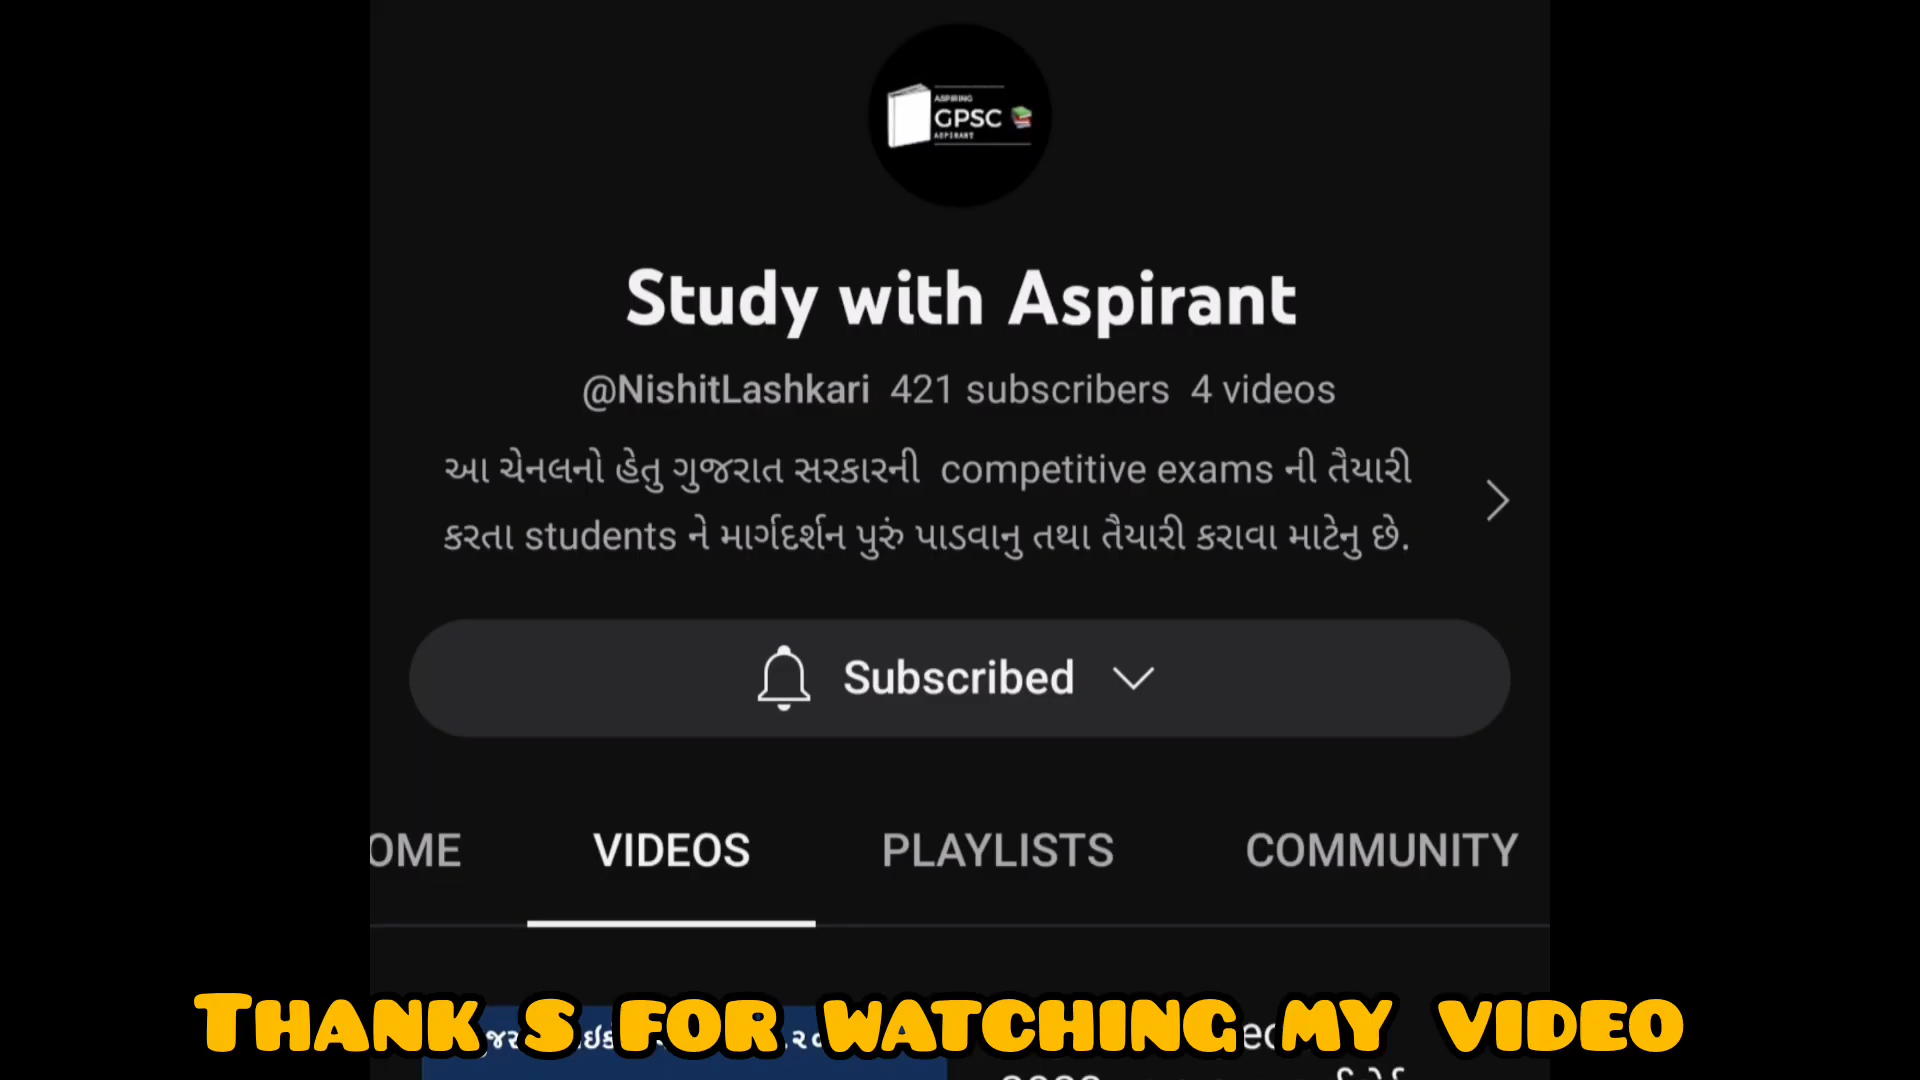 ASPIRING
GPSC
ASPIRANT
Study with Aspirant
@NishitLashkari 421 subscribers 4 videos
આ ચેનલનો હેતુ ગુજરાત સરકારની competitive exams ની તૈયારી
કરતા students ને માર્ગદર્શન પુરું પાડવાનુ તથા તૈયારી કરાવા માટેનુ છે.
Subscribed
OME VIDEOS PLAYLISTS COMMUNITY
THANK S FOR WATCHING MY VIDEO